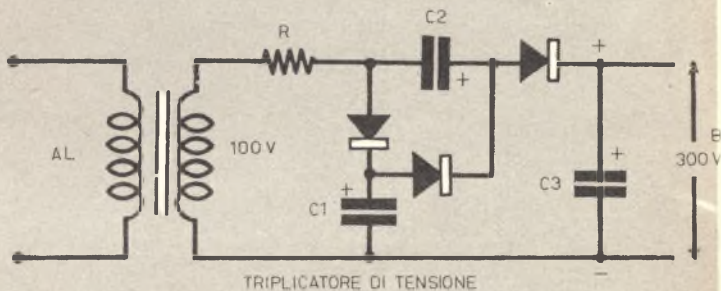 R
C2
+
+
AL
100 V
+
C1
+
C3
B
300 V
−
TRIPLICATORE DI TENSIONE